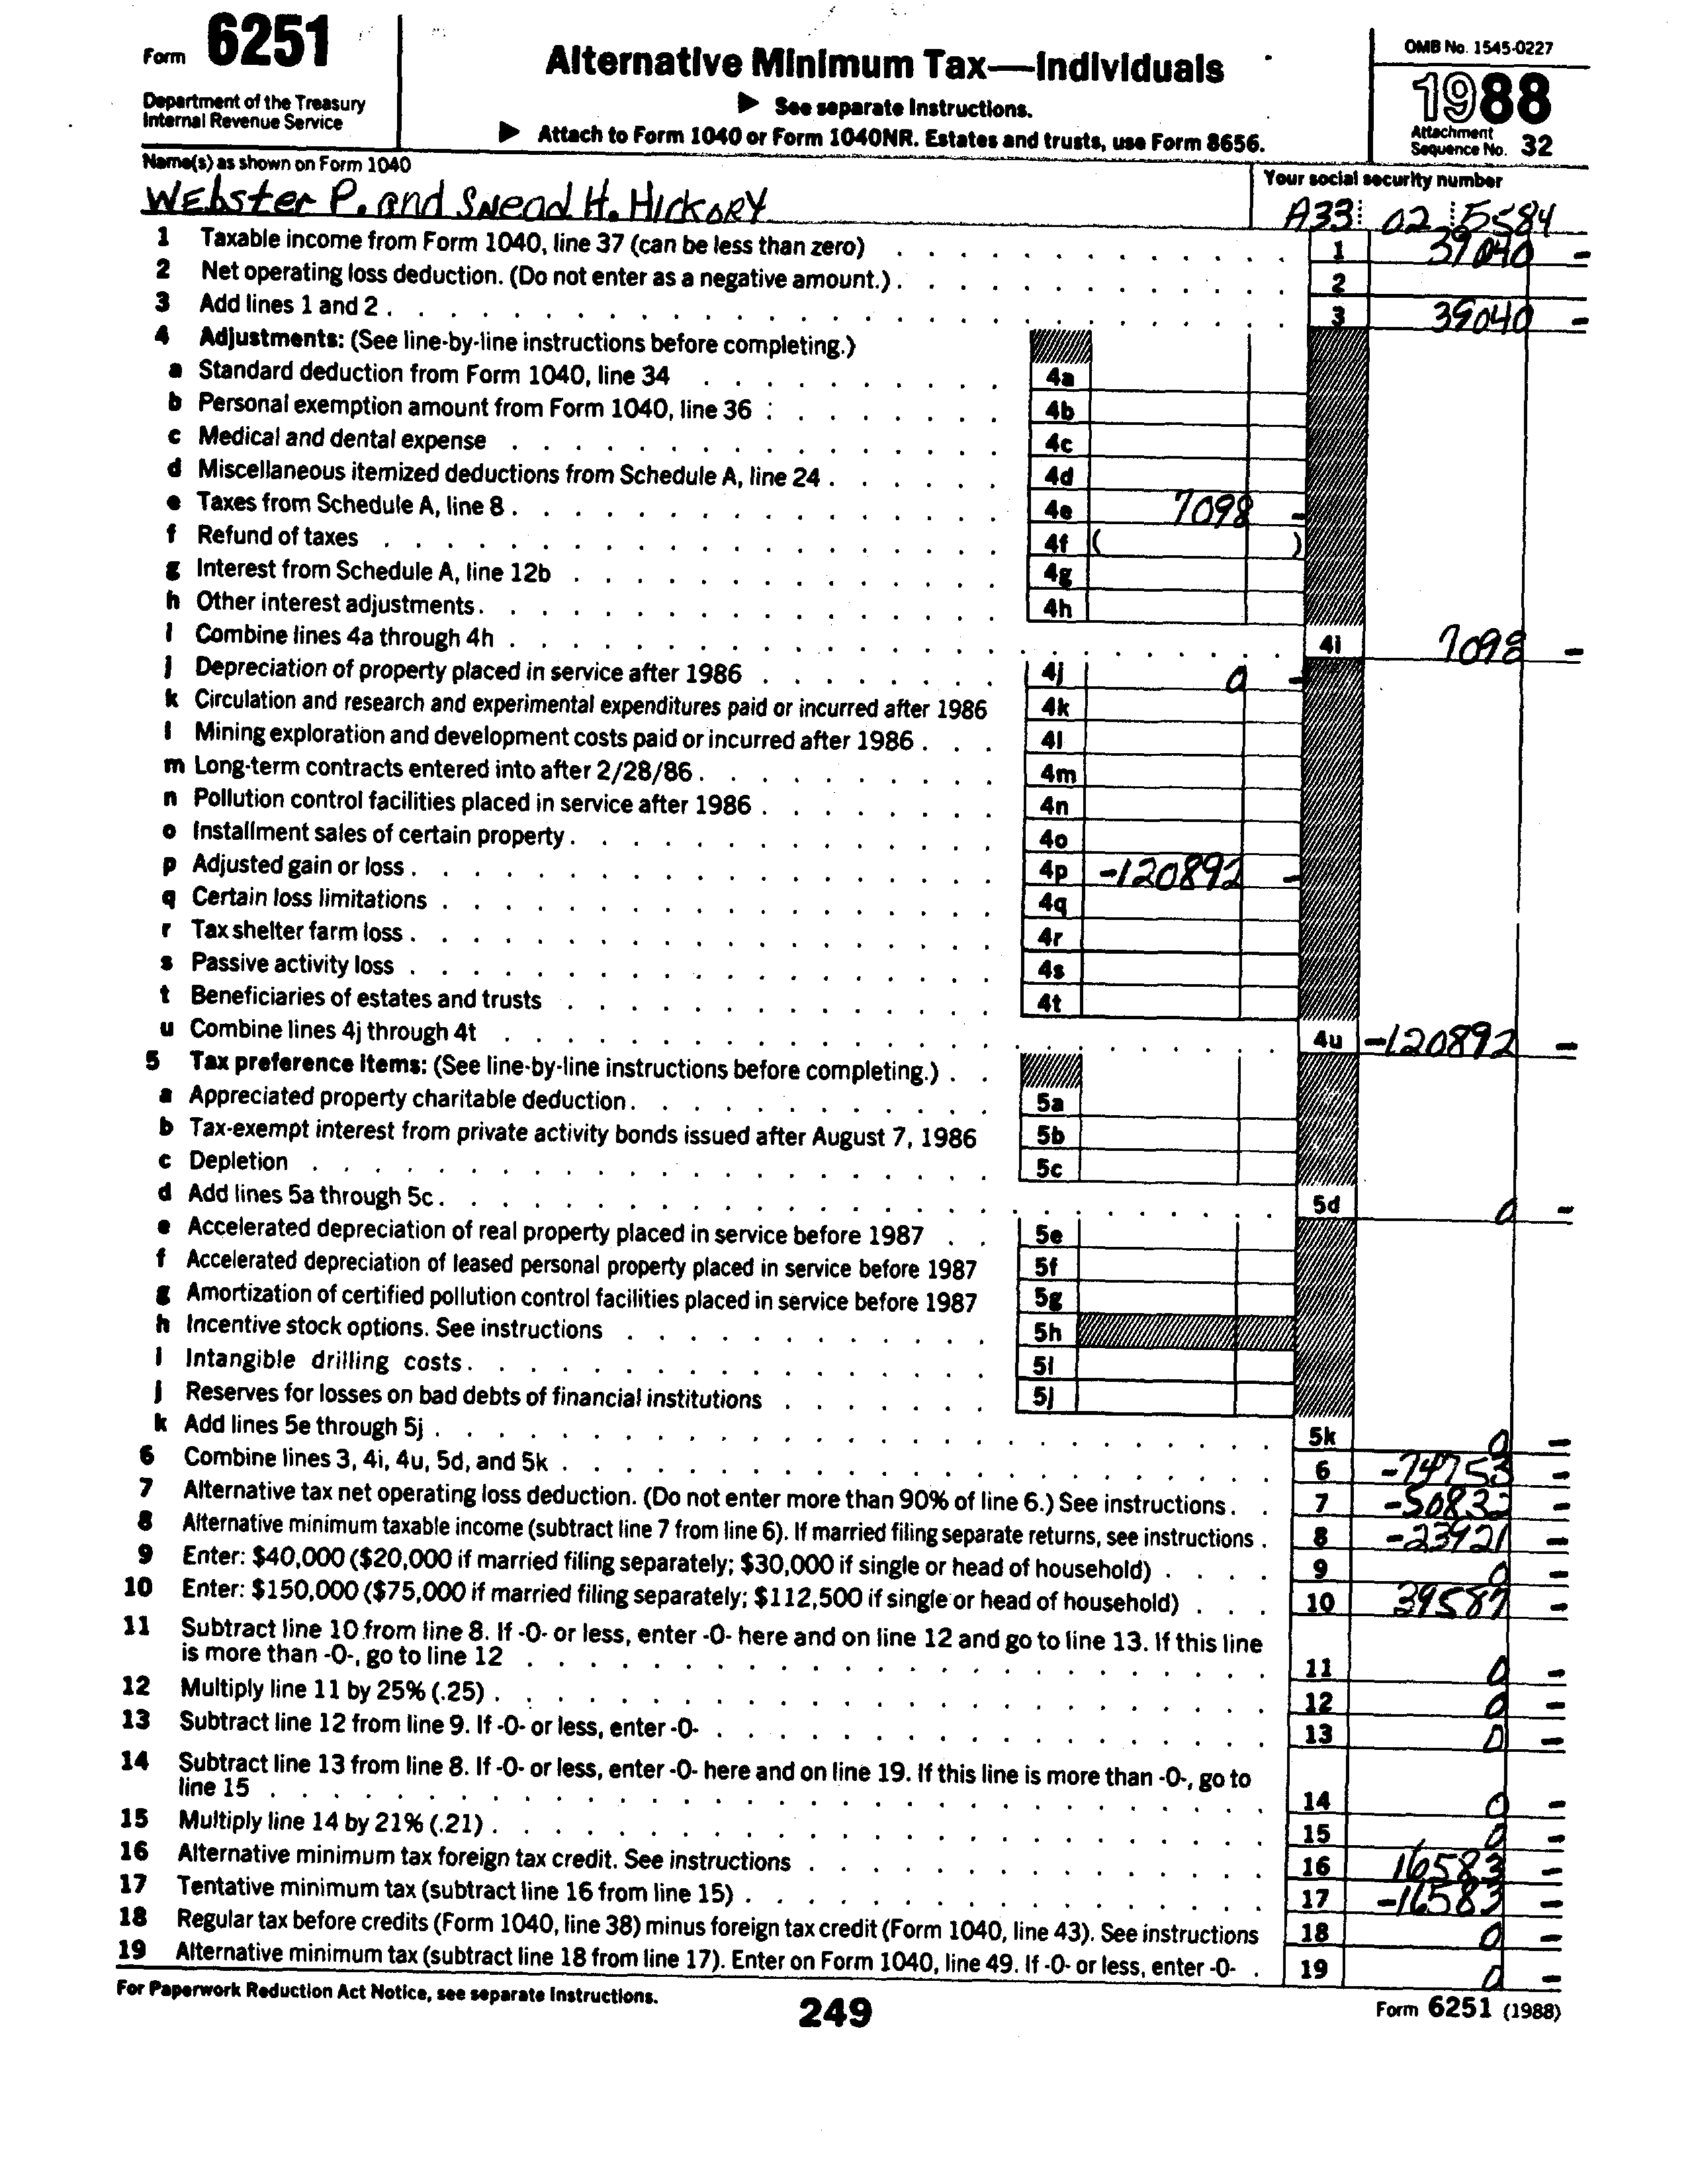 Form 6251
Department of the Treasury
Internal Revenue Service
Alternative Minimum Tax—Individuals
▶ See separate Instructions.
▶ Attach to Form 1040 or Form 1040NR. Estates and trusts, use Form 8656.
OMB No. 1545-0227
1988
Attachment
Sequence No. 32
Name(s) as shown on Form 1040
Webster P. and Snead H. Hickory
Your social security number
A33 02 5584
1 Taxable income from Form 1040, line 37 (can be less than zero) 1 39040 -
2 Net operating loss deduction. (Do not enter as a negative amount.) 2
3 Add lines 1 and 2 3 39040 -
4 Adjustments: (See line-by-line instructions before completing.)
a Standard deduction from Form 1040, line 34 4a
b Personal exemption amount from Form 1040, line 36 4b
c Medical and dental expense 4c
d Miscellaneous itemized deductions from Schedule A, line 24 4d
e Taxes from Schedule A, line 8 4e 7098 -
f Refund of taxes 4f ( )
g Interest from Schedule A, line 12b 4g
h Other interest adjustments 4h
i Combine lines 4a through 4h 4i 7098 -
j Depreciation of property placed in service after 1986 4j 0 -
k Circulation and research and experimental expenditures paid or incurred after 1986 4k
l Mining exploration and development costs paid or incurred after 1986 4l
m Long-term contracts entered into after 2/28/86 4m
n Pollution control facilities placed in service after 1986 4n
o Installment sales of certain property 4o
p Adjusted gain or loss 4p -120892 -
q Certain loss limitations 4q
r Tax shelter farm loss 4r
s Passive activity loss 4s
t Beneficiaries of estates and trusts 4t
u Combine lines 4j through 4t 4u -120892 -
5 Tax preference items: (See line-by-line instructions before completing.)
a Appreciated property charitable deduction 5a
b Tax-exempt interest from private activity bonds issued after August 7, 1986 5b
c Depletion 5c
d Add lines 5a through 5c 5d 0 -
e Accelerated depreciation of real property placed in service before 1987 5e
f Accelerated depreciation of leased personal property placed in service before 1987 5f
g Amortization of certified pollution control facilities placed in service before 1987 5g
h Incentive stock options. See instructions 5h
i Intangible drilling costs 5i
j Reserves for losses on bad debts of financial institutions 5j
k Add lines 5e through 5j 5k 0 -
6 Combine lines 3, 4i, 4u, 5d, and 5k 6 -74753 -
7 Alternative tax net operating loss deduction. (Do not enter more than 90% of line 6.) See instructions 7 -50832 -
8 Alternative minimum taxable income (subtract line 7 from line 6). If married filing separate returns, see instructions 8 -23921 -
9 Enter: $40,000 ($20,000 if married filing separately; $30,000 if single or head of household) 9 0 -
10 Enter: $150,000 ($75,000 if married filing separately; $112,500 if single or head of household) 10 39587 -
11 Subtract line 10 from line 8. If -0- or less, enter -0- here and on line 12 and go to line 13. If this line
is more than -0-, go to line 12 11 0 -
12 Multiply line 11 by 25% (.25) 12 0 -
13 Subtract line 12 from line 9. If -0- or less, enter -0- 13 0 -
14 Subtract line 13 from line 8. If -0- or less, enter -0- here and on line 19. If this line is more than -0-, go to
line 15 14 0 -
15 Multiply line 14 by 21% (.21) 15 0 -
16 Alternative minimum tax foreign tax credit. See instructions 16 16583 -
17 Tentative minimum tax (subtract line 16 from line 15) 17 -16583 -
18 Regular tax before credits (Form 1040, line 38) minus foreign tax credit (Form 1040, line 43). See instructions 18 0 -
19 Alternative minimum tax (subtract line 18 from line 17). Enter on Form 1040, line 49. If -0- or less, enter -0- 19 0 -
For Paperwork Reduction Act Notice, see separate Instructions.
249
Form 6251 (1988)